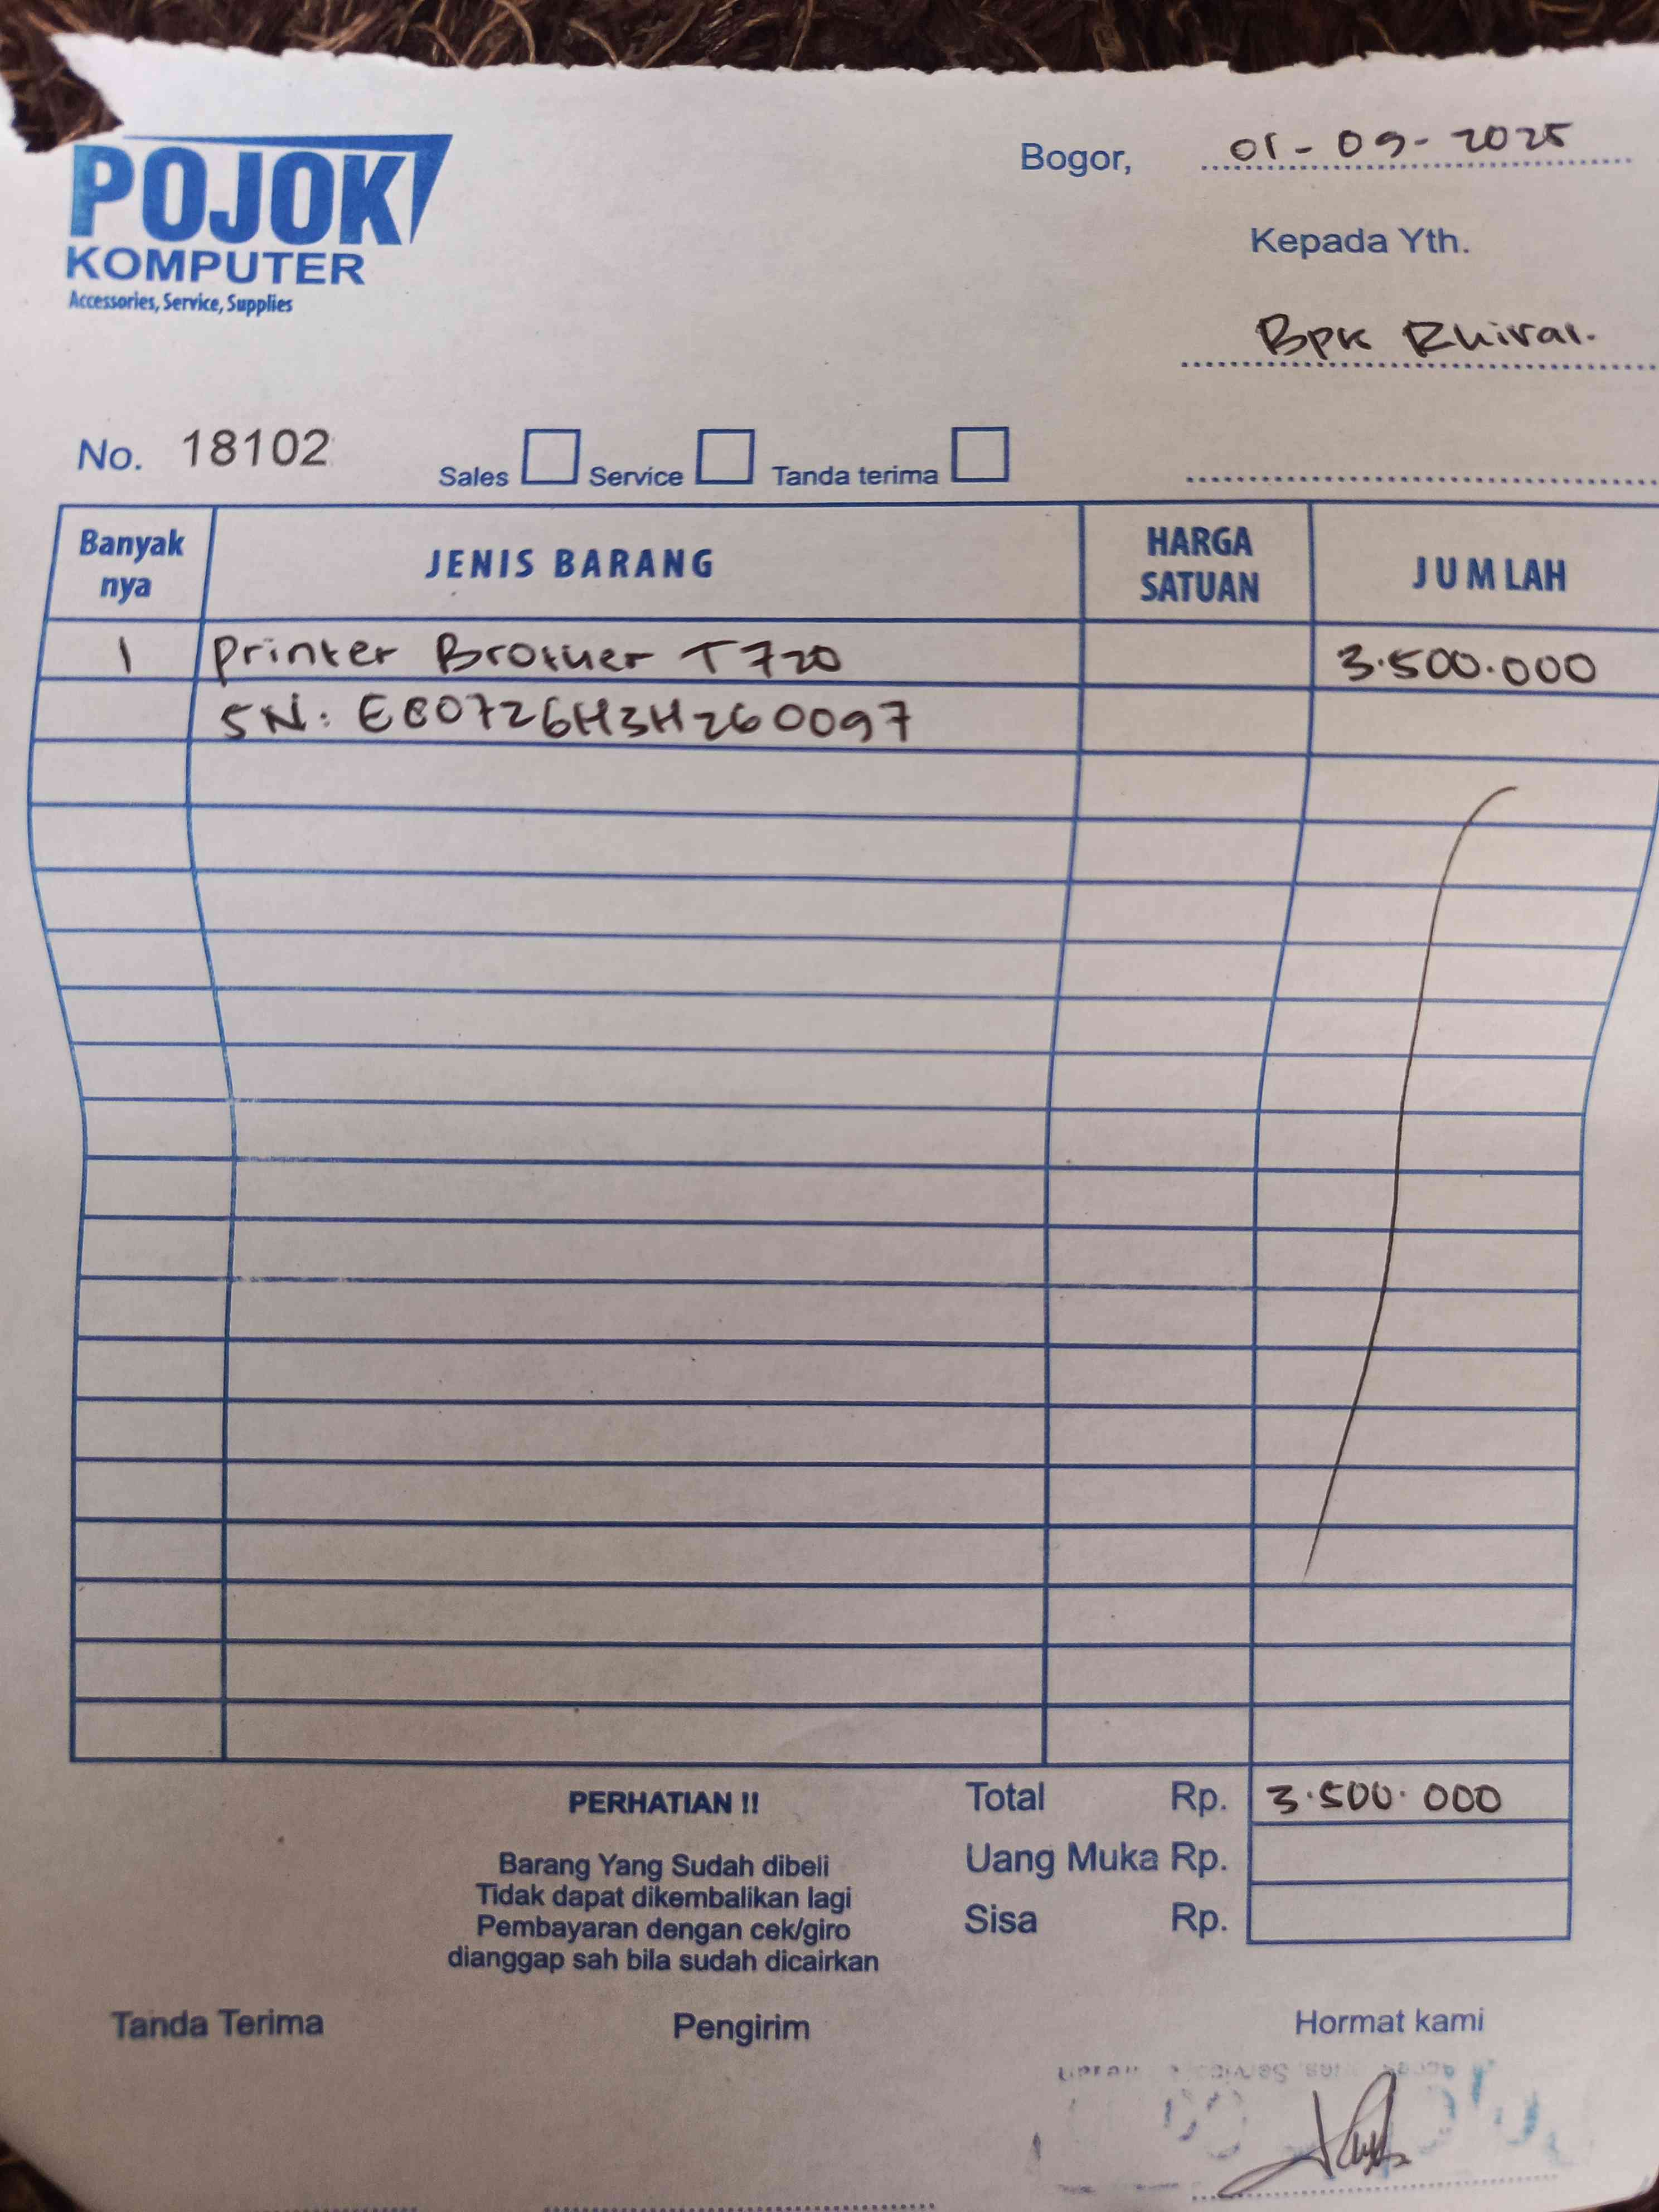 POJOK
KOMPUTER
Accessories, Service, Supplies
Bogor, 01-09-2025
Kepada Yth.
Bpk
No. 18102
Sales Service Tanda terima
Banyak nya JENIS BARANG HARGA SATUAN JUMLAH
1 Printer Brother T720 3.500.000
SN: E80726H3H260097
PERHATIAN !!
Barang Yang Sudah dibeli
Tidak dapat dikembalikan lagi
Pembayaran dengan cek/giro
dianggap sah bila sudah dicairkan
Total Rp. 3.500.000
Uang Muka Rp.
Sisa Rp.
Tanda Terima Pengirim Hormat kami